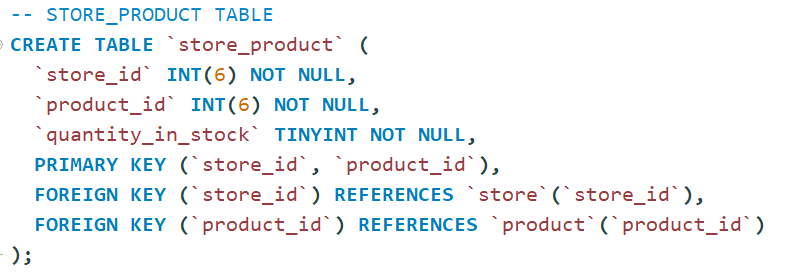 -- STORE_PRODUCT TABLE
CREATE TABLE `store_product` (
  `store_id` INT(6) NOT NULL,
  `product_id` INT(6) NOT NULL,
  `quantity_in_stock` TINYINT NOT NULL,
  PRIMARY KEY (`store_id`, `product_id`),
  FOREIGN KEY (`store_id`) REFERENCES `store`(`store_id`),
  FOREIGN KEY (`product_id`) REFERENCES `product`(`product_id`)
);